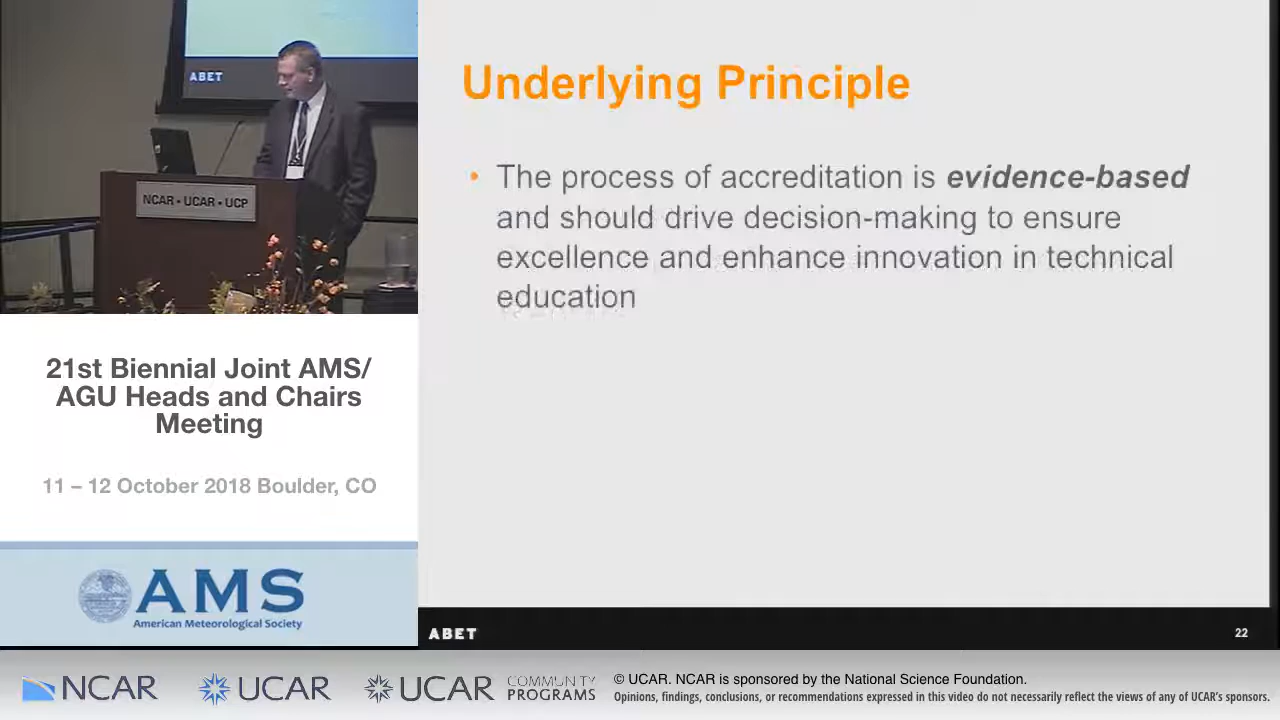 ABET
NCAR • UCAR • UCP
21st Biennial Joint AMS/
AGU Heads and Chairs
Meeting
11 – 12 October 2018 Boulder, CO
AMS
American Meteorological Society
Underlying Principle
• The process of accreditation is evidence-based
and should drive decision-making to ensure
excellence and enhance innovation in technical
education
ABET
22
NCAR
UCAR
UCAR
COMMUNITY
PROGRAMS
© UCAR. NCAR is sponsored by the National Science Foundation.
Opinions, findings, conclusions, or recommendations expressed in this video do not necessarily reflect the views of any of UCAR's sponsors.